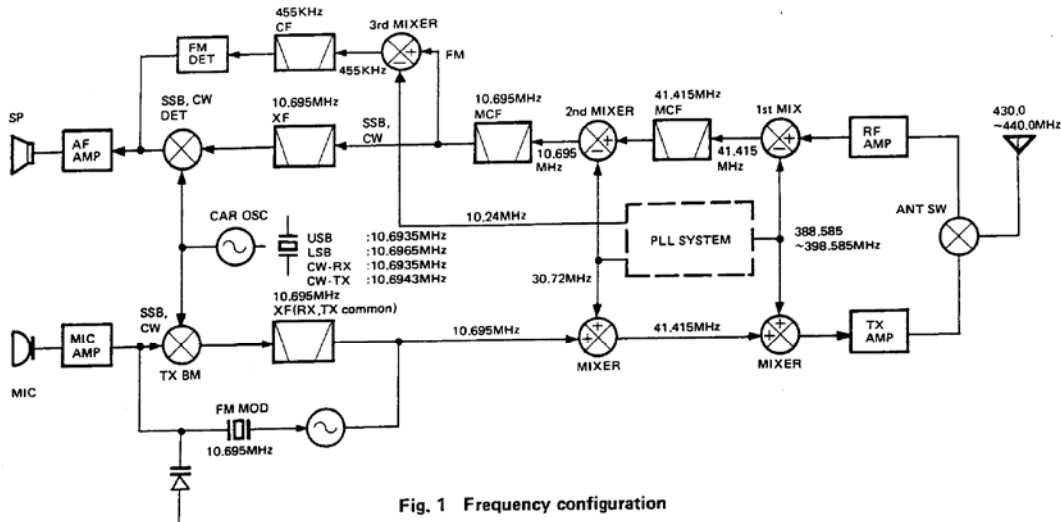 455KHz
CF
3rd MIXER
FM
DET
455KHz
FM
SP
AF
AMP
SSB, CW
DET
10.695MHz
XF
SSB,
CW
10.695MHz
MCF
2nd MIXER
10.695
MHz
41.415MHz
MCF
41.415
MHz
1st MIX
RF
AMP
430.0
~440.0MHz
ANT SW
10.24MHz
PLL SYSTEM
388.585
~398.585MHz
30.72MHz
CAR OSC
USB :10.6935MHz
LSB :10.6965MHz
CW-RX :10.6935MHz
CW-TX :10.6943MHz
10.695MHz
XF(RX,TX common)
SSB,
CW
MIC
AMP
MIC
TX BM
10.695MHz
MIXER
41.415MHz
MIXER
TX
AMP
FM MOD
10.695MHz
Fig. 1 Frequency configuration